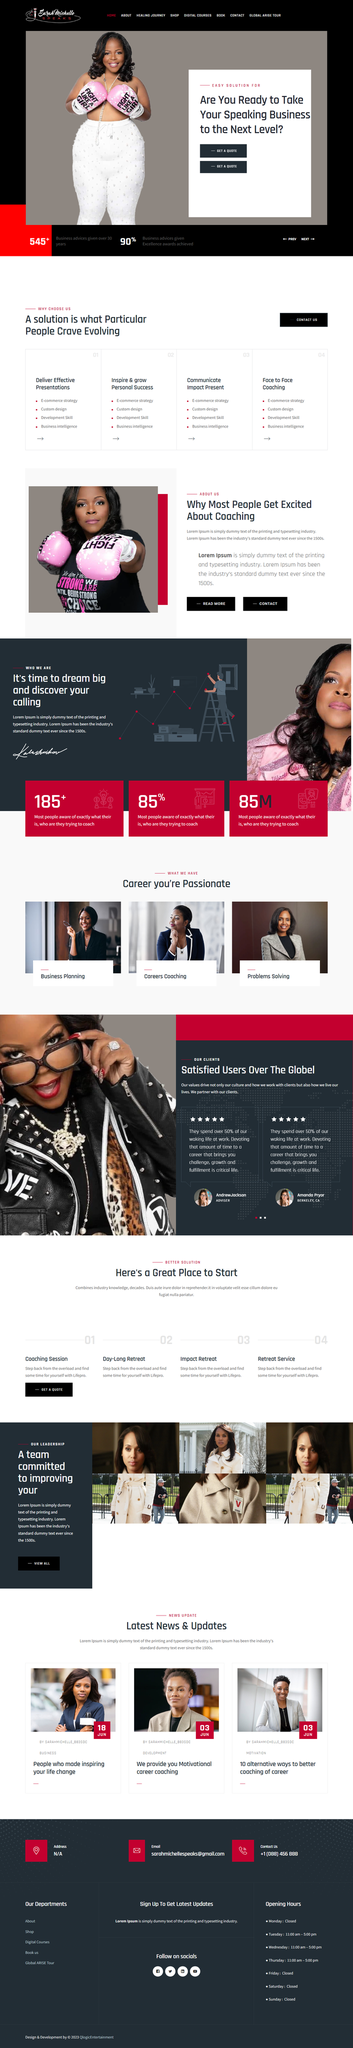 Sarah Michelle
HOME ABOUT HEALING JOURNEY SHOP DIGITAL COURSES BOOK CONTACT GLOBAL ARISE TOUR
FIGHT LIKE A GIRL
EASY SOLUTION FOR
Are You Ready to Take
Your Speaking Business
to the Next Level?
GET A QUOTE
GET A QUOTE
545+
Business advices given over 30
years
90%
Business advices given
Excellence awards achieved
PREV NEXT
WHY CHOOSE US
A solution is what Particular
People Crave Evolving
CONTACT US
01 02 03 04
Deliver Effective
Presentations
E-commerce strategy
Custom design
Development Skill
Business intelligence
Inspire & grow
Personal Success
E-commerce strategy
Custom design
Development Skill
Business intelligence
Communicate
Impact Present
E-commerce strategy
Custom design
Development Skill
Business intelligence
Face to Face
Coaching
E-commerce strategy
Custom design
Development Skill
Business intelligence
ABOUT US
Why Most People Get Excited
About Coaching
Lorem Ipsum is simply dummy text of the printing and typesetting industry.
Lorem Ipsum has been the industry's standard dummy text ever since the 1500s.
Lorem Ipsum is simply dummy text of the printing
and typesetting industry. Lorem Ipsum has been
the industry's standard dummy text ever since the
1500s.
READ MORE
CONTACT
WHO WE ARE
It's time to dream big
and discover your
calling
Lorem Ipsum is simply dummy text of the printing and
typesetting industry. Lorem Ipsum has been the industry's
standard dummy text ever since the 1500s.
185+
Most people aware of exactly what their
is, who are they trying to coach
85%
Most people aware of exactly what their
is, who are they trying to coach
85M
Most people aware of exactly what their
is, who are they trying to coach
WHAT WE HAVE
Career you're Passionate
Business Planning
Careers Coaching
Problems Solving
OUR CLIENTS
Satisfied Users Over The Globel
Our values drive not only our culture and how we work with clients but also how we live our
lives. We partner with our clients.
They spend over 50% of our
waking life at work. Devoting
that amount of time to a
career that brings you
challenge, growth and
fulfillment is critical life.
AndrewJackson
ADVISER
They spend over 50% of our
waking life at work. Devoting
that amount of time to a
career that brings you
challenge, growth and
fulfillment is critical life.
Amanda Pryor
BERKELEY, CA
BETTER SOLUTION
Here's a Great Place to Start
Combines industry knowledge, decades. Duis aute irure dolor in reprehenderit in voluptate velit esse cillum dolore eu
fugiat nulla pariatur.
01 02 03 04
Coaching Session
Step back from the overload and find
some time for yourself with Lifepro.
Day-Long Retreat
Step back from the overload and find
some time for yourself with Lifepro.
Impact Retreat
Step back from the overload and find
some time for yourself with Lifepro.
Retreat Service
Step back from the overload and find
some time for yourself with Lifepro.
GET A QUOTE
OUR LEADERSHIP
A team
committed
to improving
your
Lorem Ipsum is simply dummy
text of the printing and
typesetting industry. Lorem
Ipsum has been the industry's
standard dummy text ever since
the 1500s.
VIEW ALL
NEWS UPDATE
Latest News & Updates
Lorem Ipsum is simply dummy text of the printing and typesetting industry. Lorem Ipsum has been the industry's
standard dummy text ever since the 1500s.
18
JUN
BY SARAHMICHELLE_BREEDE
BUSINESS
People who made inspiring
your life change
03
JUN
BY SARAHMICHELLE_BREEDE
DEVELOPMENT
We provide you Motivational
career coaching
03
JUN
BY SARAHMICHELLE_BREEDE
MOTIVATION
10 alternative ways to better
coaching of career
Address
N/A
Email
sarahmichellespeaks@gmail.com
Contact Us
+1 (088) 456 888
Our Departments
About
Shop
Digital Courses
Book us
Global ARISE Tour
Sign Up To Get Latest Updates
Lorem Ipsum is simply dummy text of the printing and typesetting industry.
Follow on socials
Opening Hours
Monday : Closed
Tuesday : 11:00 am - 5:00 pm
Wednesday : 11:00 am - 5:00 pm
Thursday : 11:00 am - 5:00 pm
Friday : Closed
Saturday : Closed
Sunday : Closed